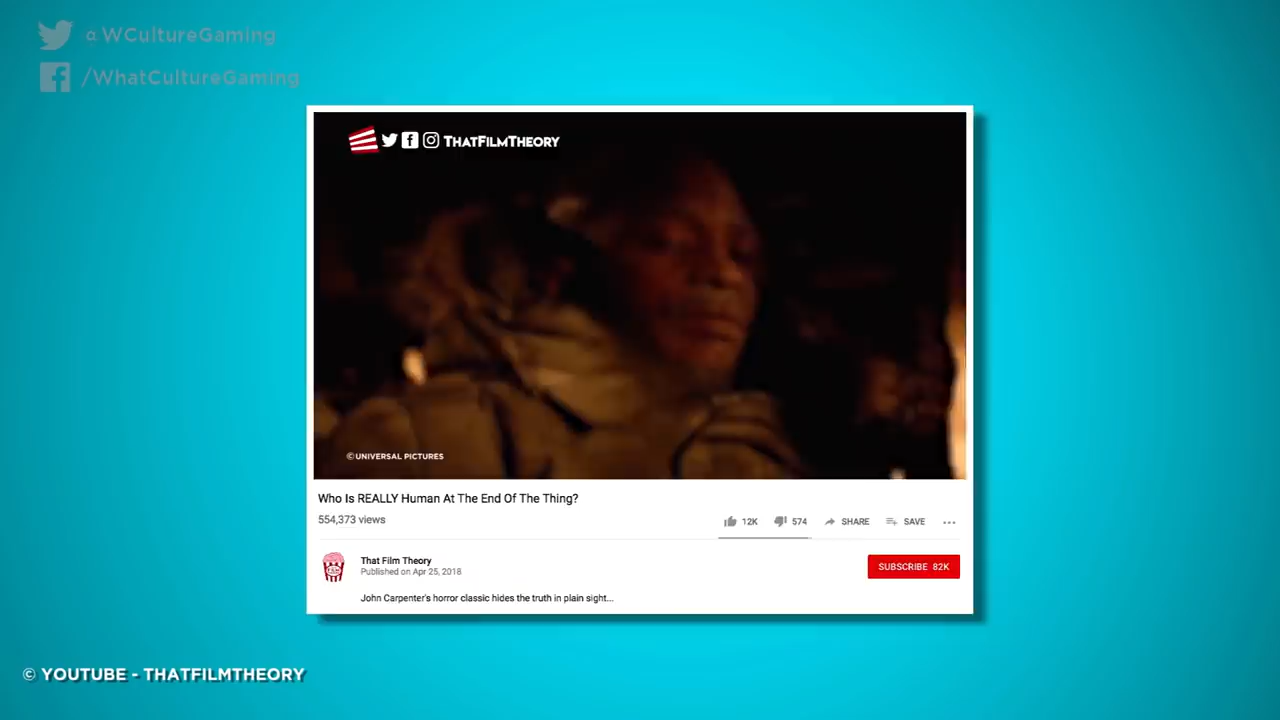 @WCultureGaming
/WhatCultureGaming
THATFILMTHEORY
©UNIVERSAL PICTURES
Who Is REALLY Human At The End Of The Thing?
554,373 views
12K 574 SHARE SAVE
That Film Theory
Published on Apr 25, 2018
SUBSCRIBE 82K
John Carpenter's horror classic hides the truth in plain sight...
© YOUTUBE - THATFILMTHEORY